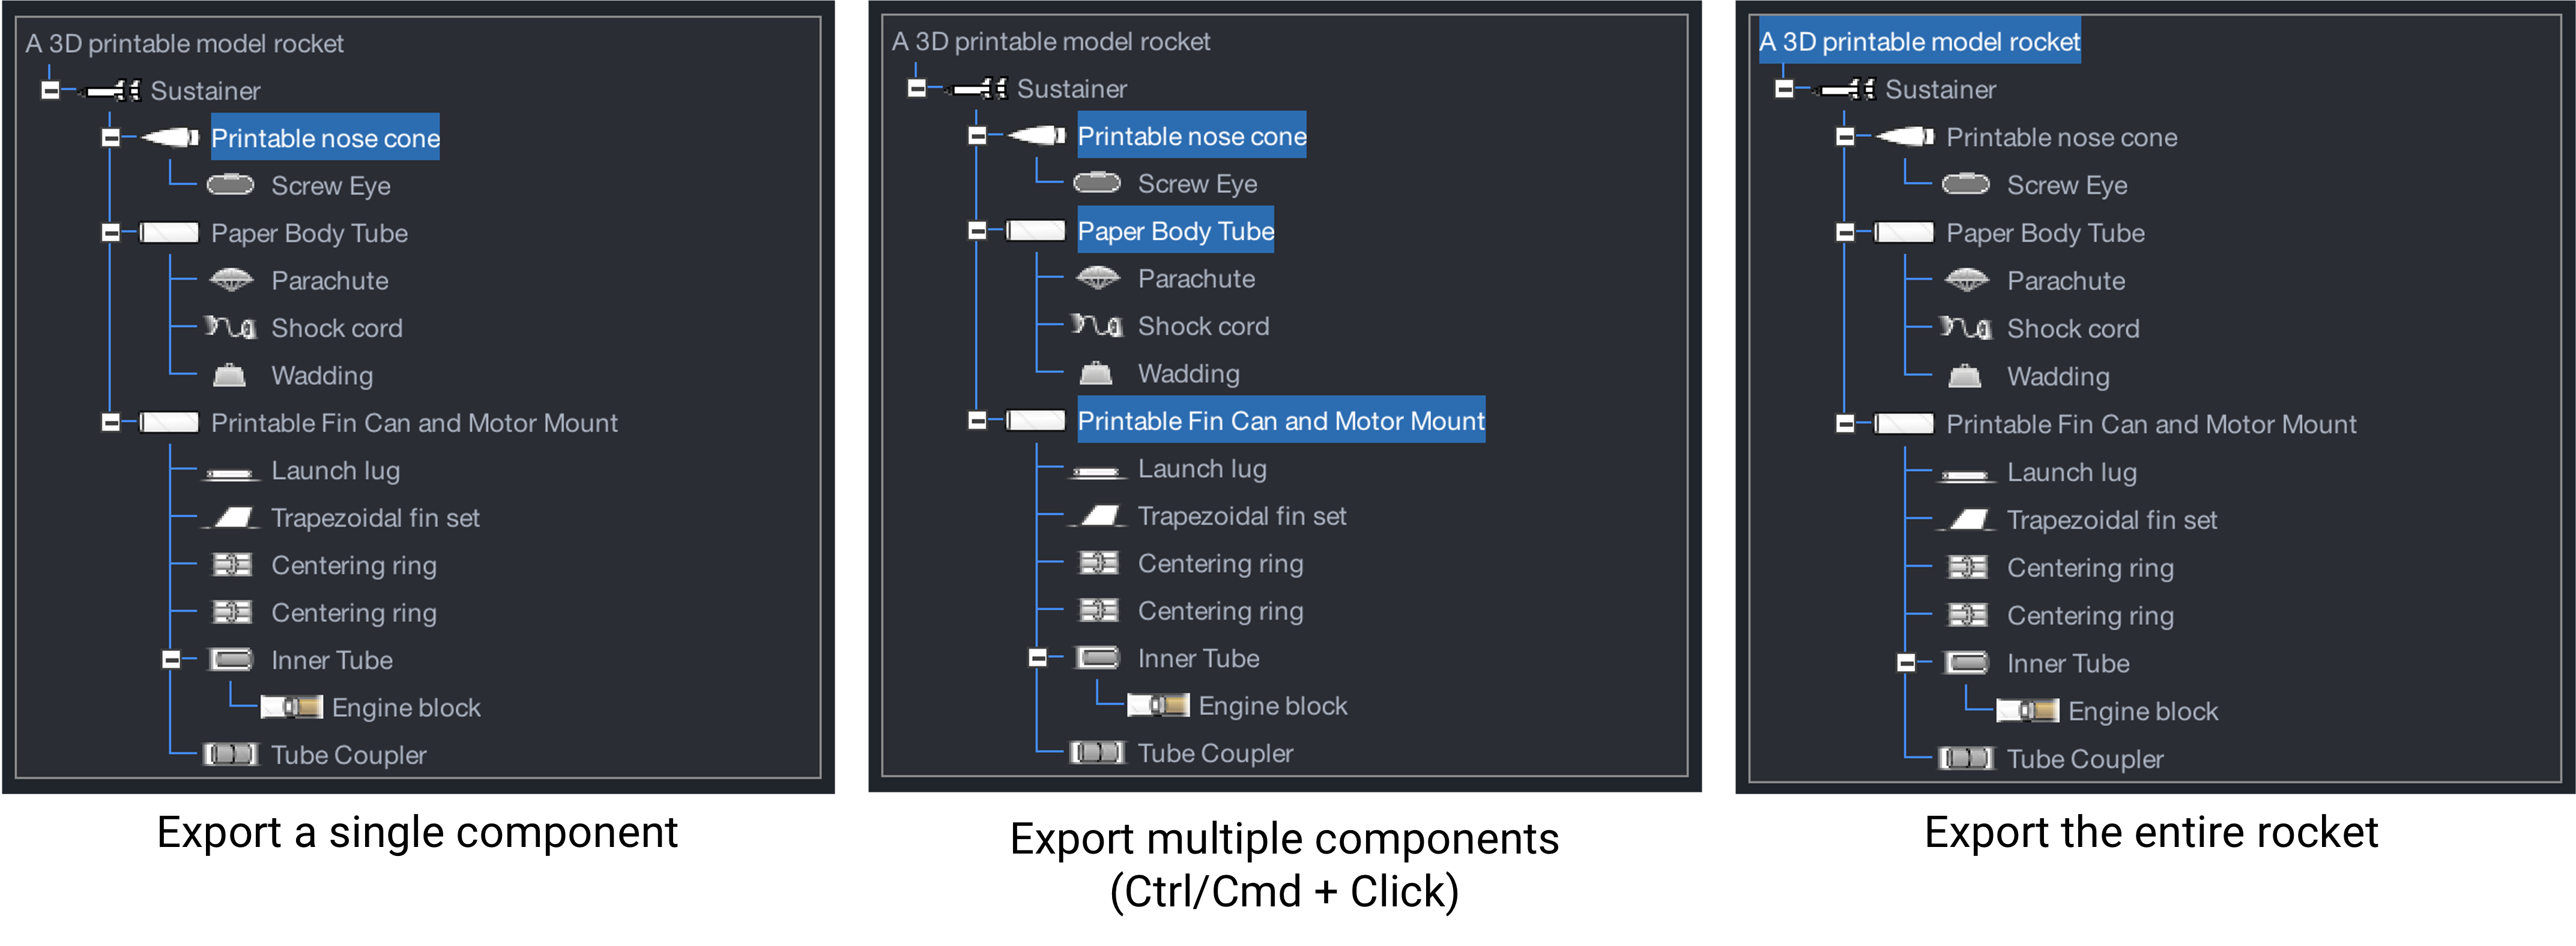 A 3D printable model rocket
Sustainer
Printable nose cone
Screw Eye
Paper Body Tube
Parachute
Shock cord
Wadding
Printable Fin Can and Motor Mount
Launch lug
Trapezoidal fin set
Centering ring
Centering ring
Inner Tube
Engine block
Tube Coupler
Export a single component
A 3D printable model rocket
Sustainer
Printable nose cone
Screw Eye
Paper Body Tube
Parachute
Shock cord
Wadding
Printable Fin Can and Motor Mount
Launch lug
Trapezoidal fin set
Centering ring
Centering ring
Inner Tube
Engine block
Tube Coupler
Export multiple components
(Ctrl/Cmd + Click)
A 3D printable model rocket
Sustainer
Printable nose cone
Screw Eye
Paper Body Tube
Parachute
Shock cord
Wadding
Printable Fin Can and Motor Mount
Launch lug
Trapezoidal fin set
Centering ring
Centering ring
Inner Tube
Engine block
Tube Coupler
Export the entire rocket